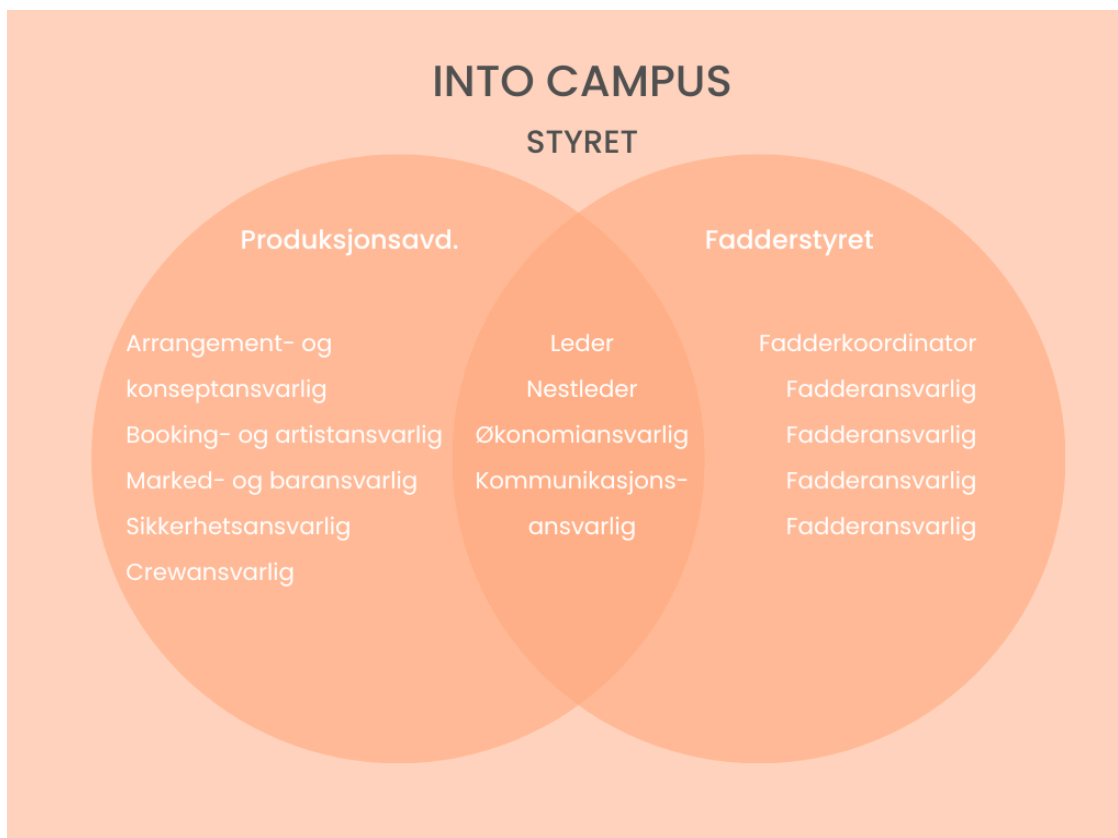 INTO CAMPUS
STYRET
Produksjonsavd.
Arrangement- og
konseptansvarlig
Booking- og artistansvarlig
Marked- og baransvarlig
Sikkerhetsansvarlig
Crewansvarlig
Leder
Nestleder
Økonomiansvarlig
Kommunikasjons-
ansvarlig
Fadderstyret
Fadderkoordinator
Fadderansvarlig
Fadderansvarlig
Fadderansvarlig
Fadderansvarlig